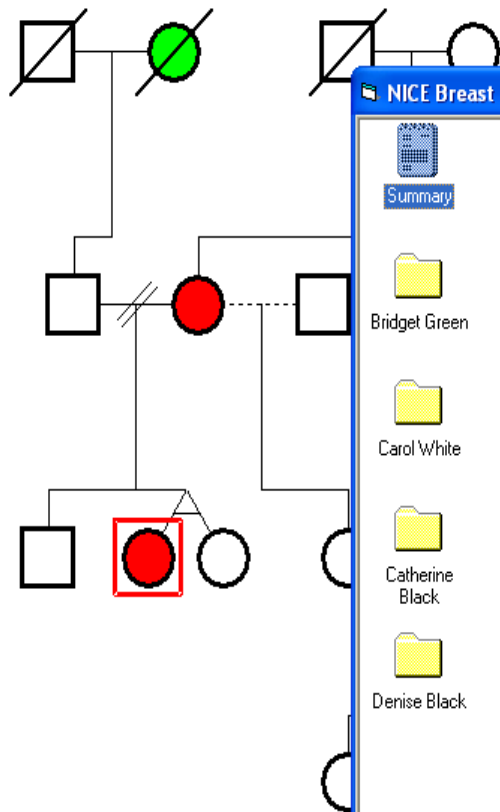 NICE Breast
Summary
Bridget Green
Carol White
Catherine
Black
Denise Black